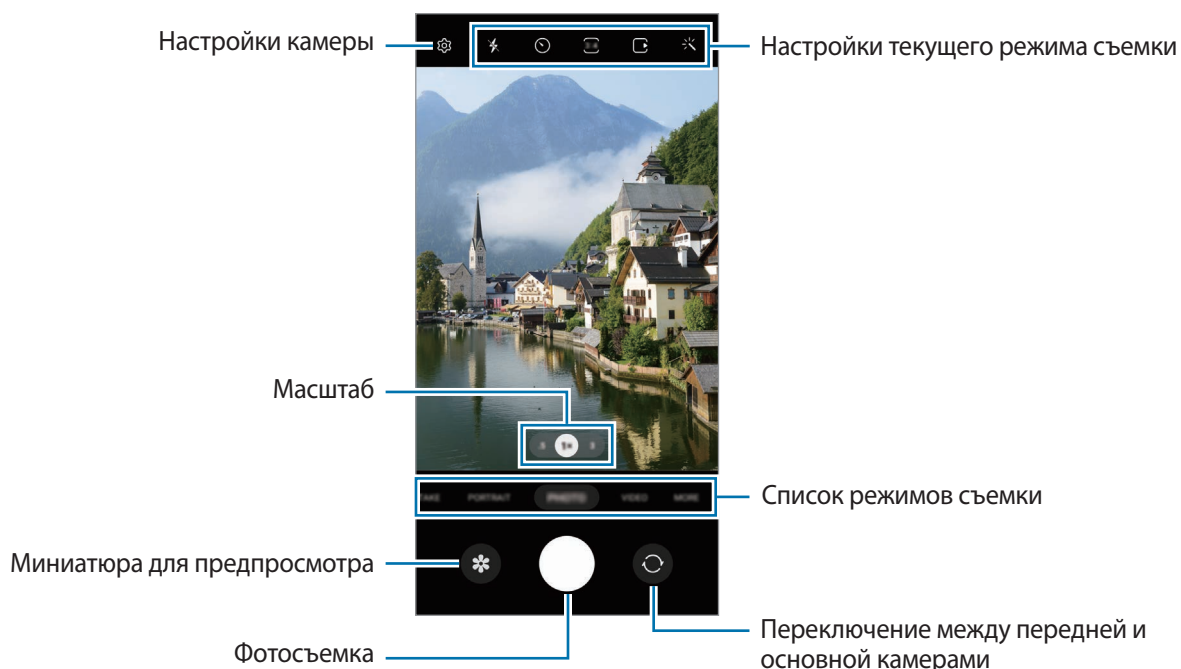 Настройки камеры
Настройки текущего режима съемки
Масштаб
TAKE PORTRAIT PHOTO VIDEO MORE
Список режимов съемки
Миниатюра для предпросмотра
Фотосъемка
Переключение между передней и
основной камерами